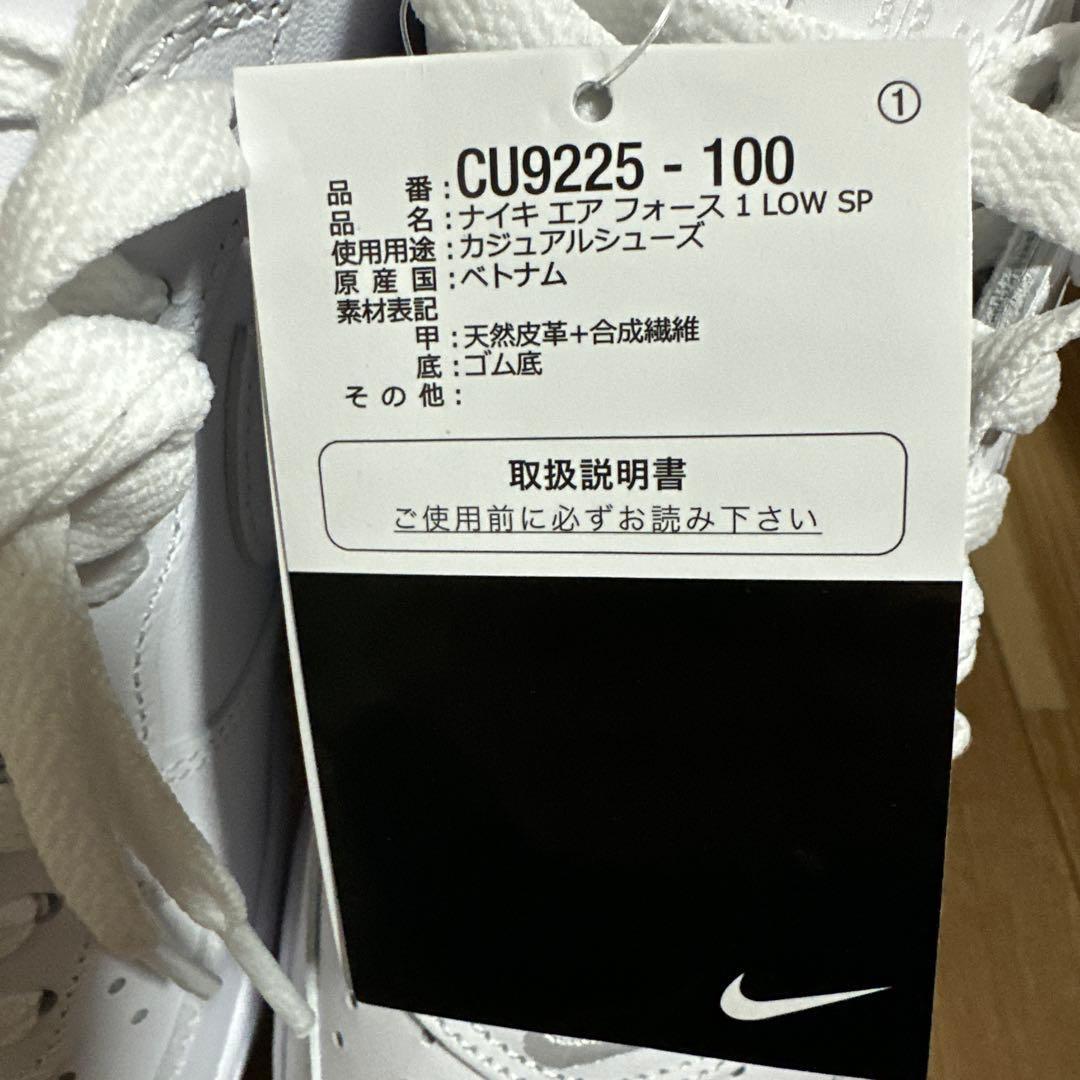 ①
品 番:CU9225 - 100
品 名:ナイキ エア フォース 1 LOW SP
使用用途:カジュアルシューズ
原 産 国:ベトナム
素材表記
甲:天然皮革+合成繊維
底:ゴム底
そ の 他:
取扱説明書
ご使用前に必ずお読み下さい